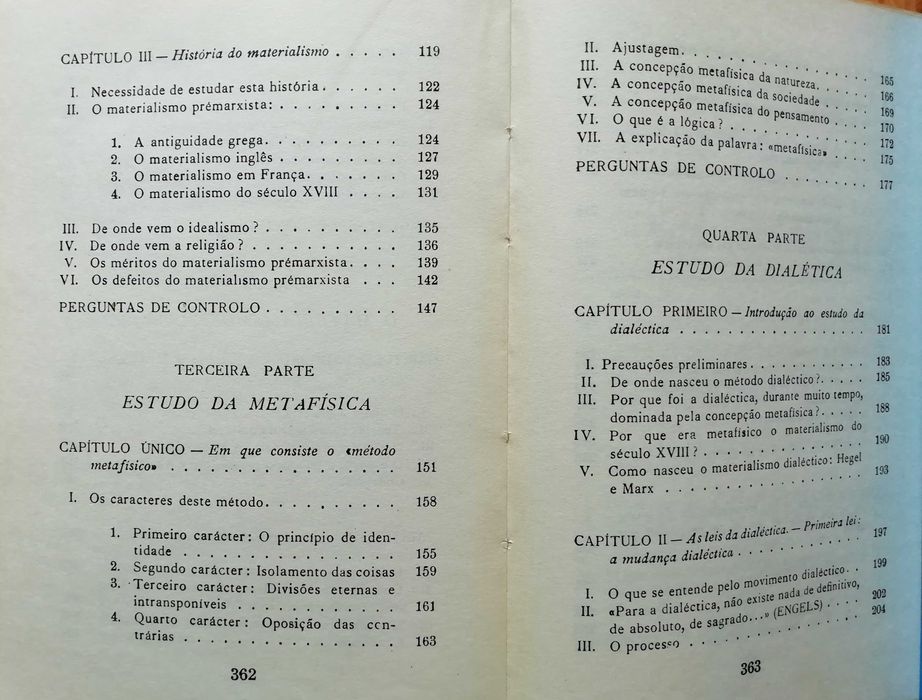 CAPÍTULO III — História do materialismo . . . . . 119
I. Necessidade de estudar esta história . . . . . 122
II. O materialismo prémarxista: . . . . . . . . . 124
1. A antiguidade grega. . . . . . . . . . . 124
2. O materialismo inglês . . . . . . . . . . 127
3. O materialismo em França. . . . . . . . 129
4. O materialismo do século XVIII . . . . 131
III. De onde vem o idealismo ? . . . . . . . . . . 135
IV. De onde vem a religião ? . . . . . . . . . . . 136
V. Os méritos do materialismo prémarxista. . . . 139
VI. Os defeitos do materialismo prémarxista . . . 142
PERGUNTAS DE CONTROLO . . . . . . . . . . . 147
TERCEIRA PARTE
ESTUDO DA METAFÍSICA
CAPÍTULO ÚNICO — Em que consiste o «método
metafísico» . . . . . . . . . . . . . . . . . . 151
I. Os caracteres deste método. . . . . . . . . . 158
1. Primeiro carácter: O princípio de iden-
tidade . . . . . . . . . . . . . . . . . 155
2. Segundo carácter: Isolamento das coisas 159
3. Terceiro carácter: Divisões eternas e
intransponíveis . . . . . . . . . . . . 161
4. Quarto carácter: Oposição das con-
trárias . . . . . . . . . . . . . . . . . 163
362
II. Ajustagem. . . . . . . . . . . . . . . . 165
III. A concepção metafísica da natureza. . . . . . 166
IV. A concepção metafísica da sociedade . . . . 169
V. A concepção metafísica do pensamento . . . . 170
VI. O que é a lógica ? . . . . . . . . . . . . . 172
VII. A explicação da palavra: «metafísica» . . . . 175
PERGUNTAS DE CONTROLO . . . . . . . . . 177
QUARTA PARTE
ESTUDO DA DIALÉTICA
CAPÍTULO PRIMEIRO — Introdução ao estudo da
dialéctica . . . . . . . . . . . . . . . . . . 181
I. Precauções preliminares . . . . . . . . . . . . 183
II. De onde nasceu o método dialéctico ?. . . . . 185
III. Por que foi a dialéctica, durante muito tempo,
dominada pela concepção metafísica ?. . . . . 188
IV. Por que era metafísico o materialismo do
século XVIII ? . . . . . . . . . . . . . . . 190
V. Como nasceu o materialismo dialéctico: Hegel
e Marx . . . . . . . . . . . . . . . . . . . 193
CAPÍTULO II — As leis da dialéctica. — Primeira lei:
a mudança dialéctica . . . . . . . . . . . . 197
I. O que se entende pelo movimento dialéctico. . 199
II. «Para a dialéctica, não existe nada de definitivo,
de absoluto, de sagrado...» (ENGELS) . . . . 202
III. O processo . . . . . . . . . . . . . . . . . 204
363